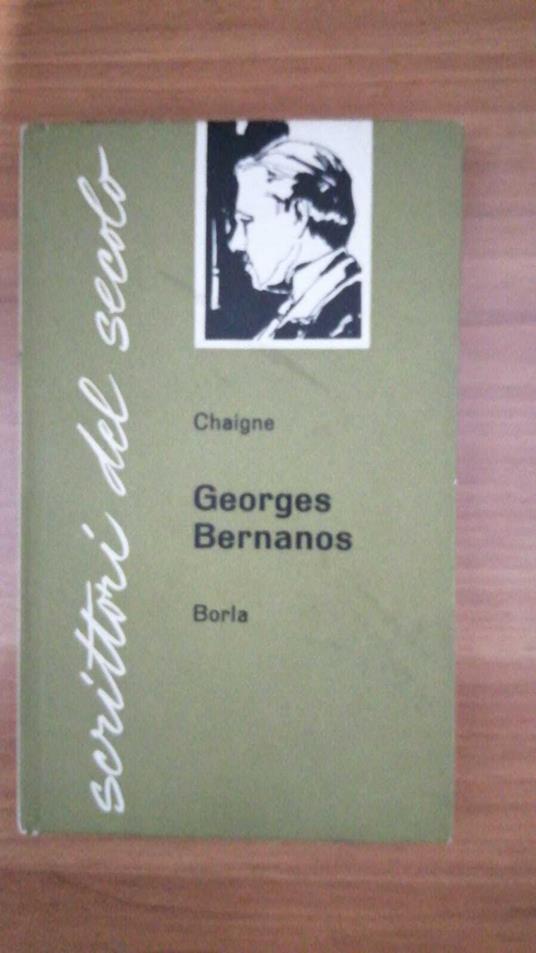 scrittori del secolo
Chaigne
Georges
Bernanos
Borla